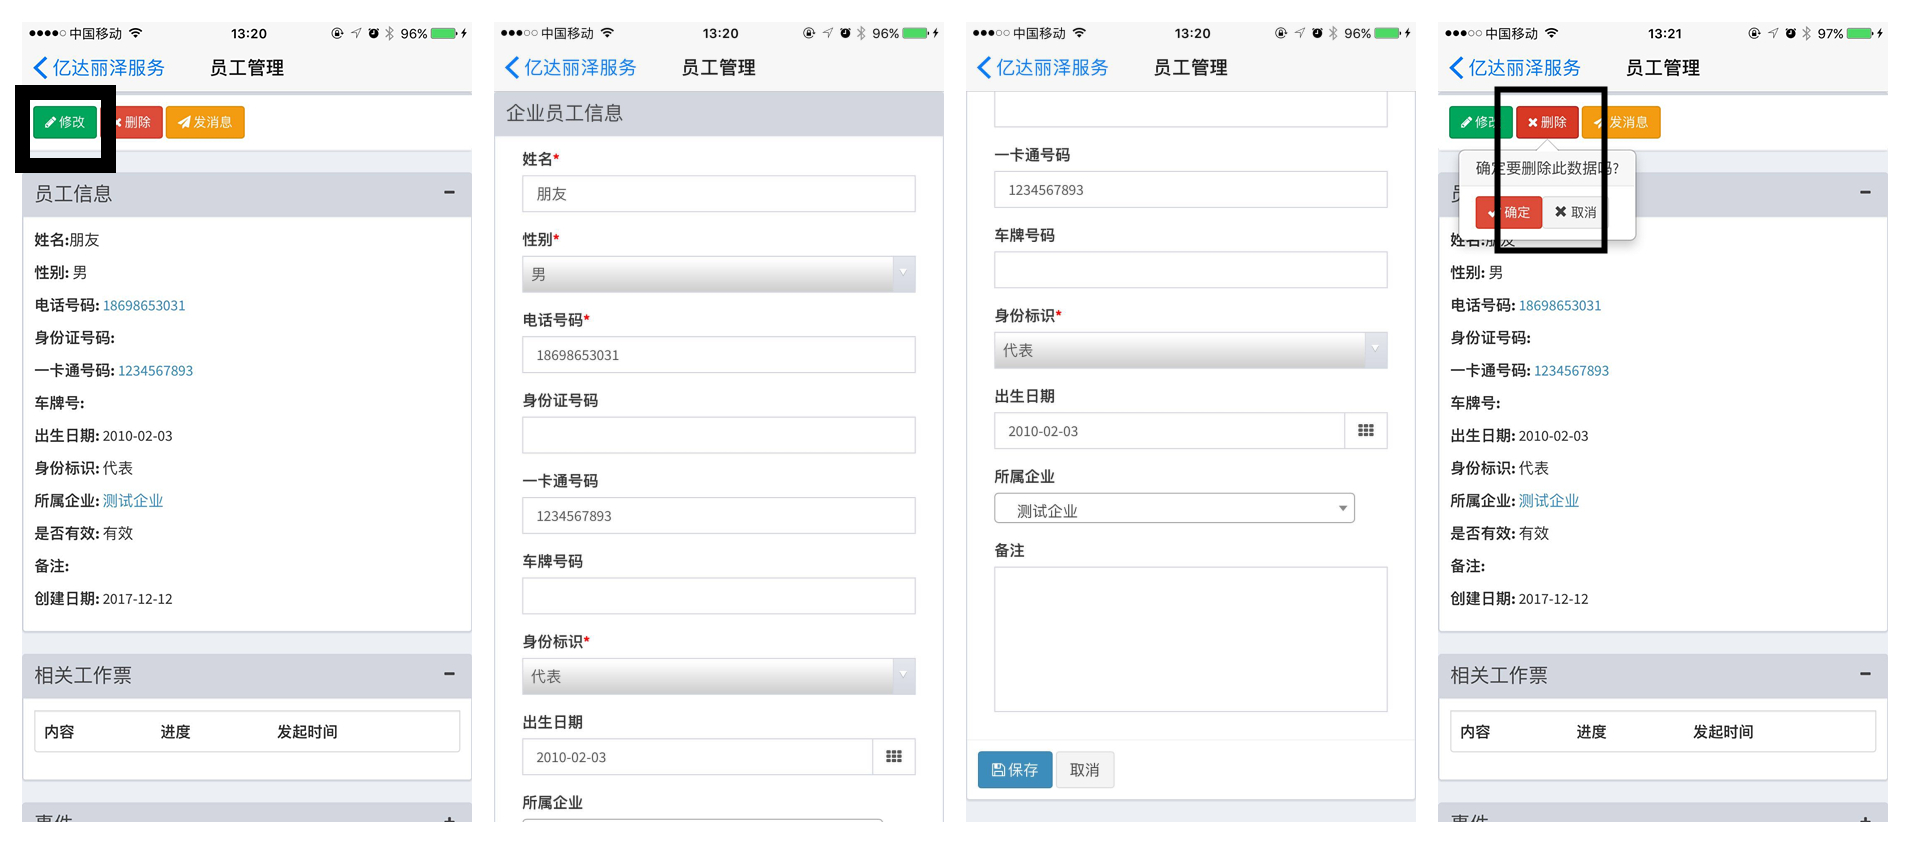 中国移动 13:20 96%
亿达丽泽服务 员工管理
修改 删除 发消息
员工信息
姓名:朋友
性别: 男
电话号码: 18698653031
身份证号码:
一卡通号码: 1234567893
车牌号:
出生日期: 2010-02-03
身份标识: 代表
所属企业: 测试企业
是否有效: 有效
备注:
创建日期: 2017-12-12
相关工作票
内容 进度 发起时间
事件
中国移动 13:20 96%
亿达丽泽服务 员工管理
企业员工信息
姓名*
朋友
性别*
男
电话号码*
18698653031
身份证号码
一卡通号码
1234567893
车牌号码
身份标识*
代表
出生日期
2010-02-03
所属企业
中国移动 13:20 96%
亿达丽泽服务 员工管理
一卡通号码
1234567893
车牌号码
身份标识*
代表
出生日期
2010-02-03
所属企业
测试企业
备注
保存 取消
中国移动 13:21 97%
亿达丽泽服务 员工管理
修改 删除 发消息
确定要删除此数据吗?
确定 取消
员
姓名:朋友
性别: 男
电话号码: 18698653031
身份证号码:
一卡通号码: 1234567893
车牌号:
出生日期: 2010-02-03
身份标识: 代表
所属企业: 测试企业
是否有效: 有效
备注:
创建日期: 2017-12-12
相关工作票
内容 进度 发起时间
事件